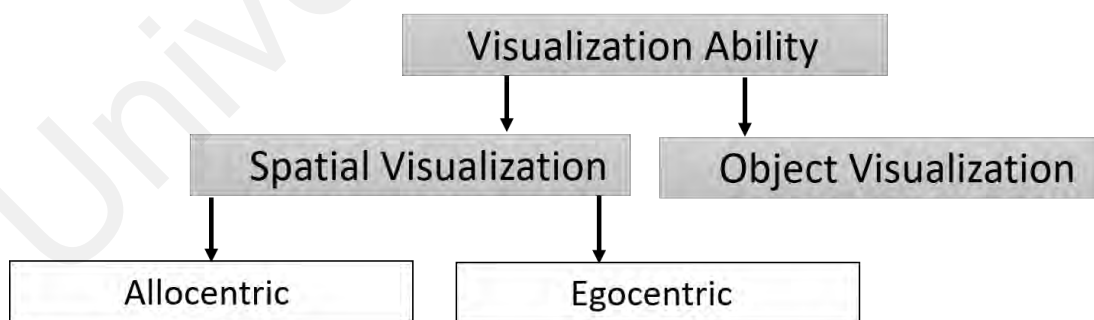 Visualization Ability
Spatial Visualization
Object Visualization
Allocentric
Egocentric